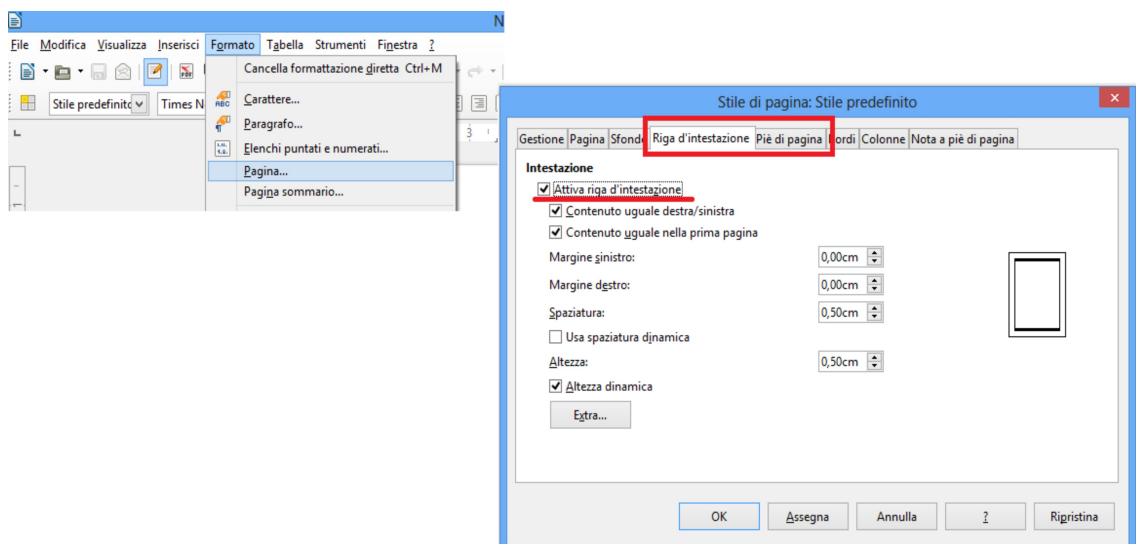 N
File Modifica Visualizza Inserisci Formato Tabella Strumenti Finestra ?
Cancella formattazione diretta Ctrl+M
PDF
Stile predefinito Times N
ABC Carattere...
Paragrafo...
Elenchi puntati e numerati...
Pagina...
Pagina sommario...
3
Stile di pagina: Stile predefinito
Gestione Pagina Sfondo Riga d'intestazione Piè di pagina Bordi Colonne Nota a piè di pagina
Intestazione
Attiva riga d'intestazione
Contenuto uguale destra/sinistra
Contenuto uguale nella prima pagina
Margine sinistro: 0,00cm
Margine destro: 0,00cm
Spaziatura: 0,50cm
Usa spaziatura dinamica
Altezza: 0,50cm
Altezza dinamica
Extra...
OK Assegna Annulla ? Ripristina